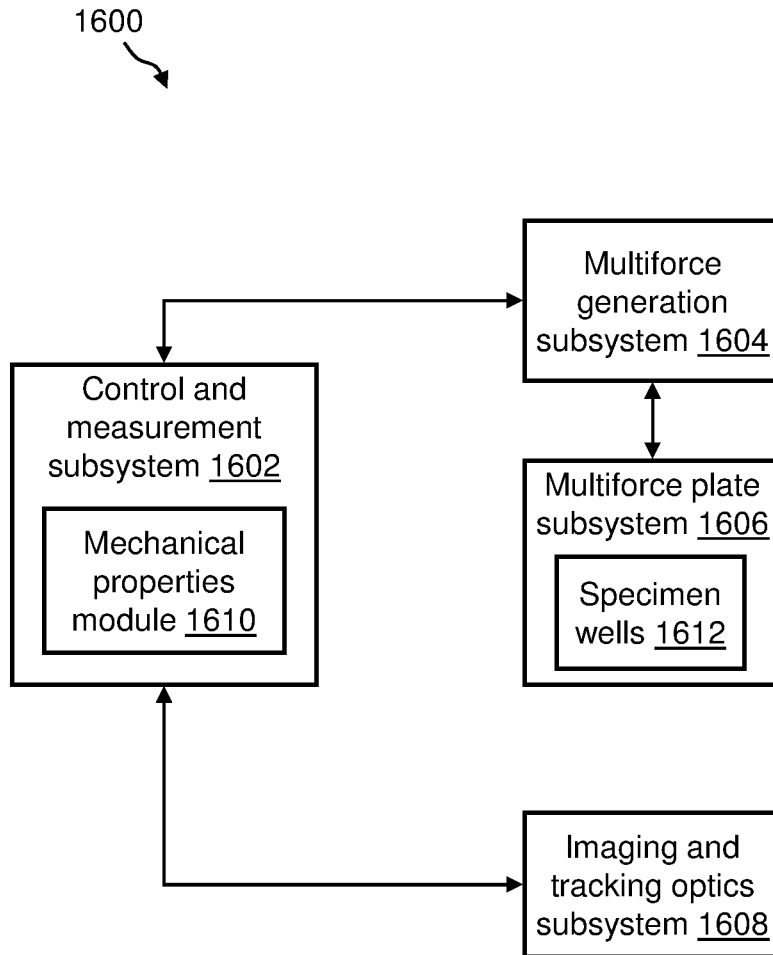 1600
Multiforce
generation
subsystem 1604
Control and
measurement
subsystem 1602
Mechanical
properties
module 1610
Multiforce plate
subsystem 1606
Specimen
wells 1612
Imaging and
tracking optics
subsystem 1608